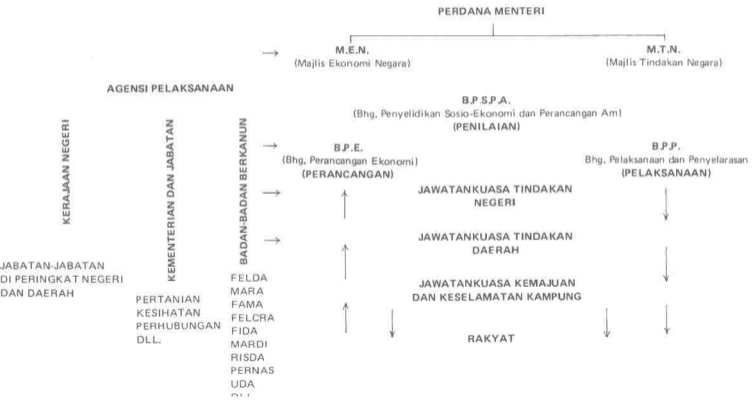 PERDANA MENTERI
M.E.N.
(Majlis Ekonomi Negara)
M.T.N.
(Majlis Tindakan Negara)
AGENSI PELAKSANAAN
B.P.S.P.A.
(Bhg. Penyelidikan Sosio-Ekonomi dan Perancangan Am)
(PENILAIAN)
KERAJAAN NEGERI
KEMENTERIAN DAN JABATAN
BADAN-BADAN BERKANUN
B.P.E.
(Bhg. Perancangan Ekonomi)
(PERANCANGAN)
B.P.P.
Bhg. Pelaksanaan dan Penyelarasan
(PELAKSANAAN)
JAWATANKUASA TINDAKAN
NEGERI
JAWATANKUASA TINDAKAN
DAERAH
JAWATANKUASA KEMAJUAN
DAN KESELAMATAN KAMPUNG
RAKYAT
JABATAN-JABATAN
DI PERINGKAT NEGERI
DAN DAERAH
PERTANIAN
KESIHATAN
PERHUBUNGAN
DLL.
FELDA
MARA
FAMA
FELCRA
FIDA
MARDI
RISDA
PERNAS
UDA